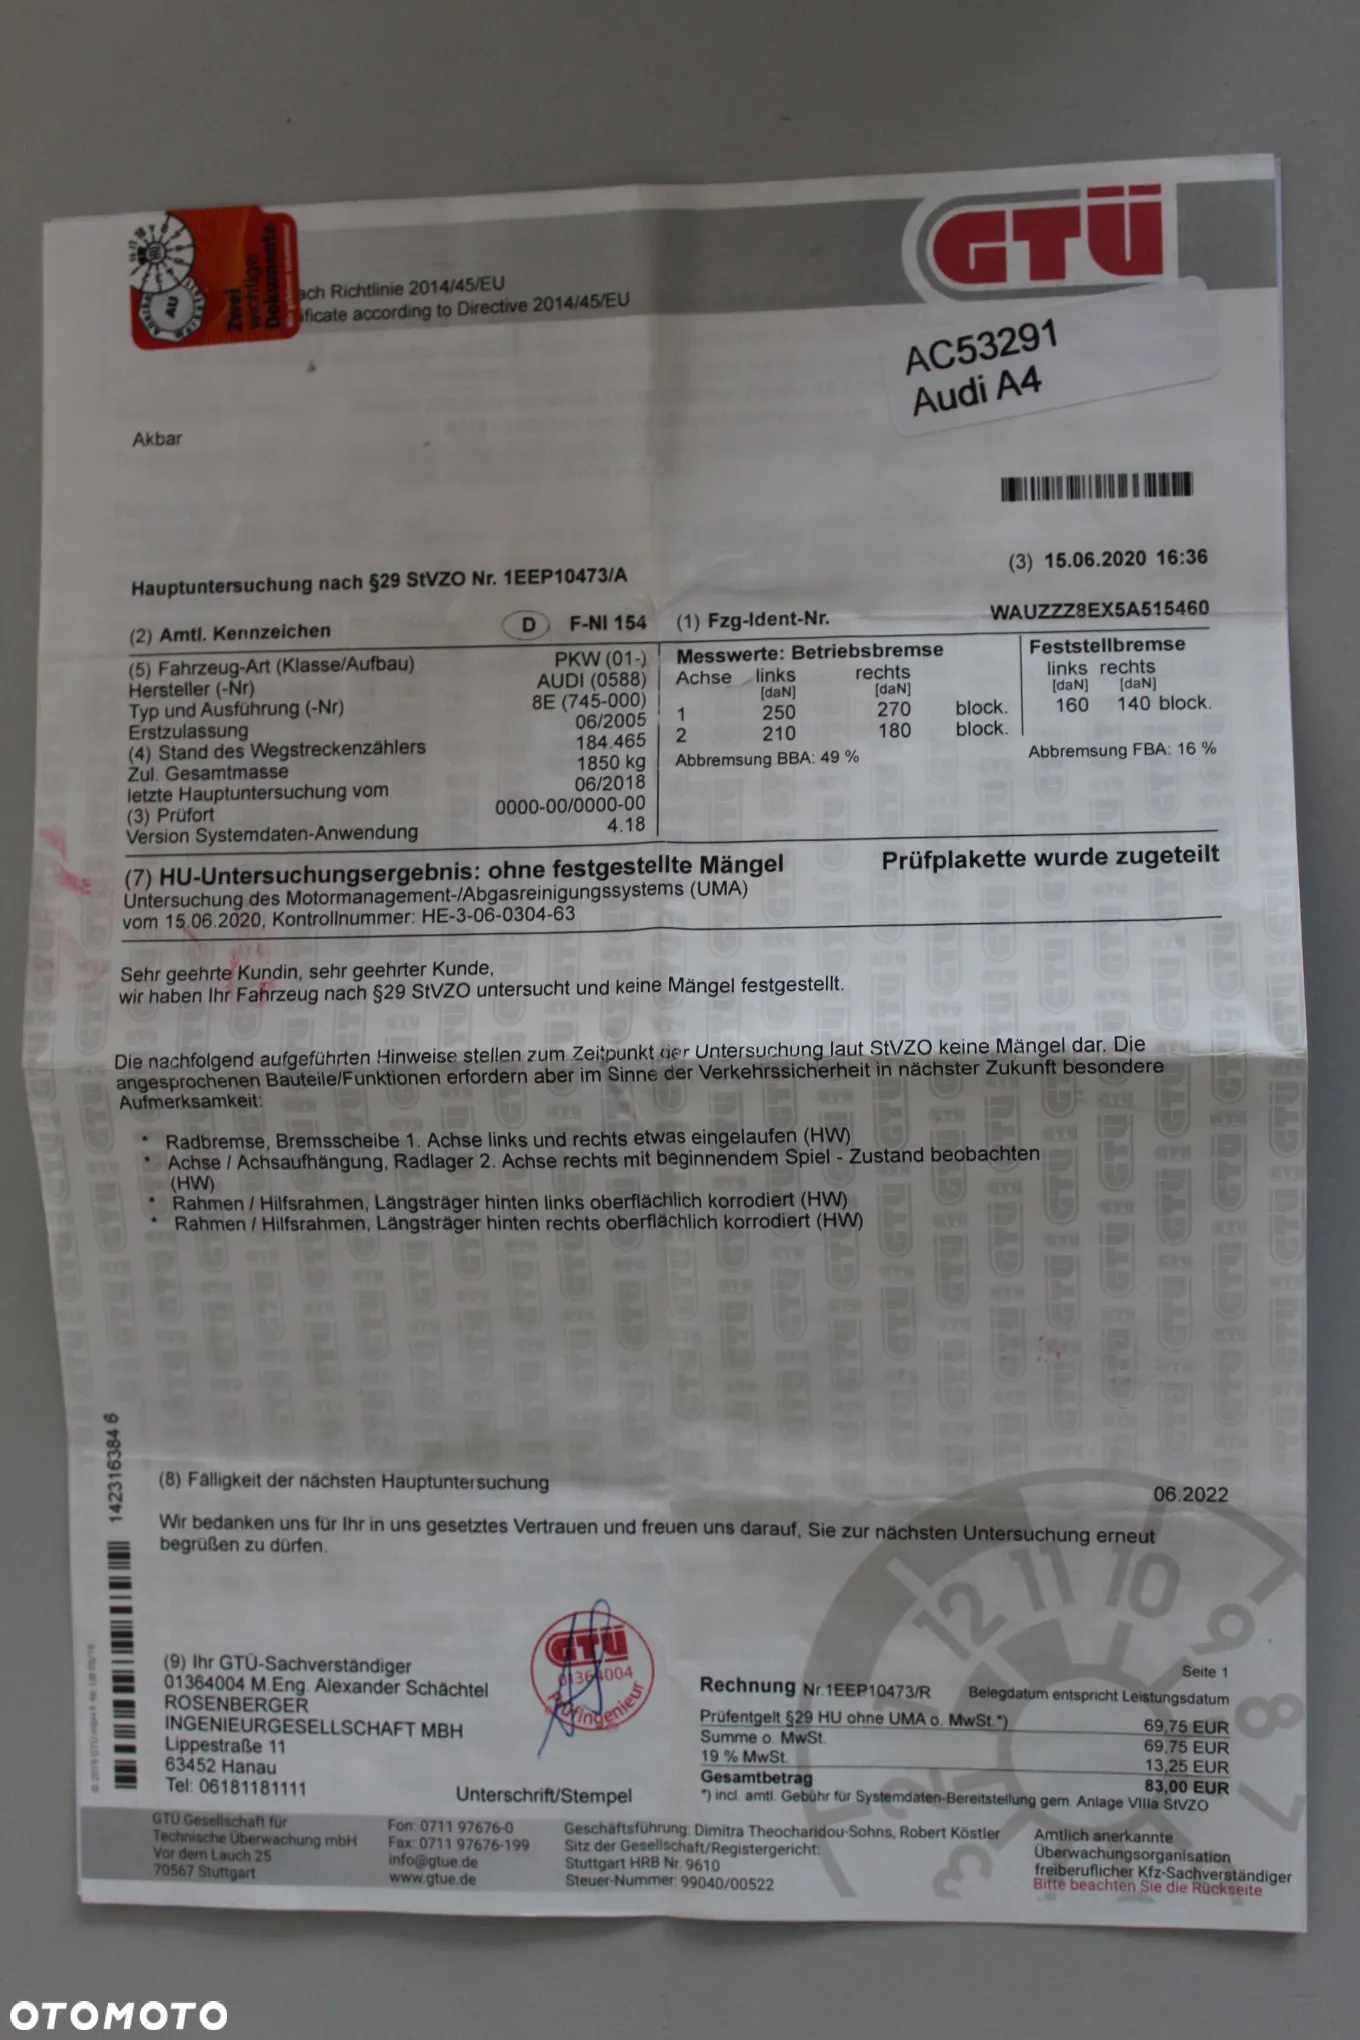 GTÜ
AU
Zwei
wichtige
Dokumente
ach Richtlinie 2014/45/EU
ificate according to Directive 2014/45/EU
AC53291
Audi A4
Akbar
(3) 15.06.2020 16:36
Hauptuntersuchung nach §29 StVZO Nr. 1EEP10473/A
(2) Amtl. Kennzeichen D F-NI 154 (1) Fzg-Ident-Nr. WAUZZZ8EX5A515460
(5) Fahrzeug-Art (Klasse/Aufbau) PKW (01-)
Hersteller (-Nr) AUDI (0588)
Typ und Ausführung (-Nr) 8E (745-000)
Erstzulassung 06/2005
(4) Stand des Wegstreckenzählers 184.465
Zul. Gesamtmasse 1850 kg
letzte Hauptuntersuchung vom 06/2018
(3) Prüfort 0000-00/0000-00
Version Systemdaten-Anwendung 4.18
Messwerte: Betriebsbremse
Achse links rechts
[daN] [daN]
1 250 270 block.
2 210 180 block.
Abbremsung BBA: 49 %
Feststellbremse
links rechts
[daN] [daN]
160 140 block.
Abbremsung FBA: 16 %
(7) HU-Untersuchungsergebnis: ohne festgestellte Mängel Prüfplakette wurde zugeteilt
Untersuchung des Motormanagement-/Abgasreinigungssystems (UMA)
vom 15.06.2020, Kontrollnummer: HE-3-06-0304-63
Sehr geehrte Kundin, sehr geehrter Kunde,
wir haben Ihr Fahrzeug nach §29 StVZO untersucht und keine Mängel festgestellt.
Die nachfolgend aufgeführten Hinweise stellen zum Zeitpunkt der Untersuchung laut StVZO keine Mängel dar. Die
angesprochenen Bauteile/Funktionen erfordern aber im Sinne der Verkehrssicherheit in nächster Zukunft besondere
Aufmerksamkeit:
* Radbremse, Bremsscheibe 1. Achse links und rechts etwas eingelaufen (HW)
* Achse / Achsaufhängung, Radlager 2. Achse rechts mit beginnendem Spiel - Zustand beobachten
(HW)
* Rahmen / Hilfsrahmen, Längsträger hinten links oberflächlich korrodiert (HW)
* Rahmen / Hilfsrahmen, Längsträger hinten rechts oberflächlich korrodiert (HW)
142316384 6
(8) Fälligkeit der nächsten Hauptuntersuchung 06.2022
Wir bedanken uns für Ihr in uns gesetztes Vertrauen und freuen uns darauf, Sie zur nächsten Untersuchung erneut
begrüßen zu dürfen.
12 11 10 9 8 7
(9) Ihr GTÜ-Sachverständiger
01364004 M.Eng. Alexander Schächtel
ROSENBERGER
INGENIEURGESELLSCHAFT MBH
Lippestraße 11
63452 Hanau
Tel: 06181181111
GTÜ
01364004
Prüfingenieur
Unterschrift/Stempel
Seite 1
Rechnung Nr.1EEP10473/R Belegdatum entspricht Leistungsdatum
Prüfentgelt §29 HU ohne UMA o. MwSt.*) 69,75 EUR
Summe o. MwSt. 69,75 EUR
19 % MwSt. 13,25 EUR
Gesamtbetrag 83,00 EUR
*) incl. amtl. Gebühr für Systemdaten-Bereitstellung gem. Anlage VIIIa StVZO
GTÜ Gesellschaft für
Technische Überwachung mbH
Vor dem Lauch 25
70567 Stuttgart
Fon: 0711 97676-0
Fax: 0711 97676-199
info@gtue.de
www.gtue.de
Geschäftsführung: Dimitra Theocharidou-Sohns, Robert Köstler
Sitz der Gesellschaft/Registergericht:
Stuttgart HRB Nr. 9610
Steuer-Nummer: 99040/00522
Amtlich anerkannte
Überwachungsorganisation
freiberuflicher Kfz-Sachverständiger
Bitte beachten Sie die Rückseite
OTOMOTO